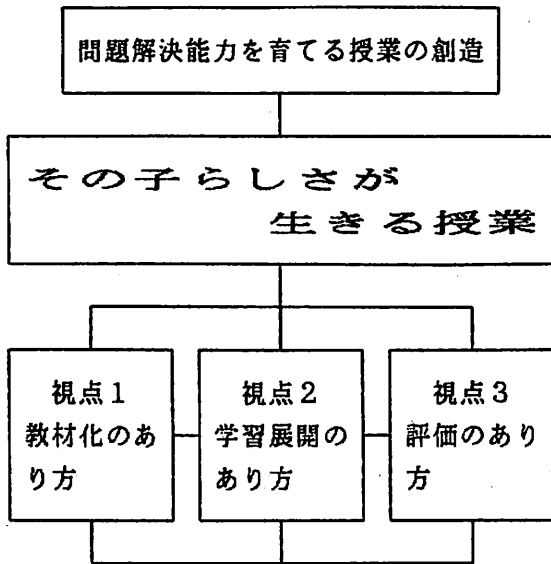 問題解決能力を育てる授業の創造
その子らしさが
生きる授業
視点1
教材化のあ
り方
視点2
学習展開の
あり方
視点3
評価のあり
方